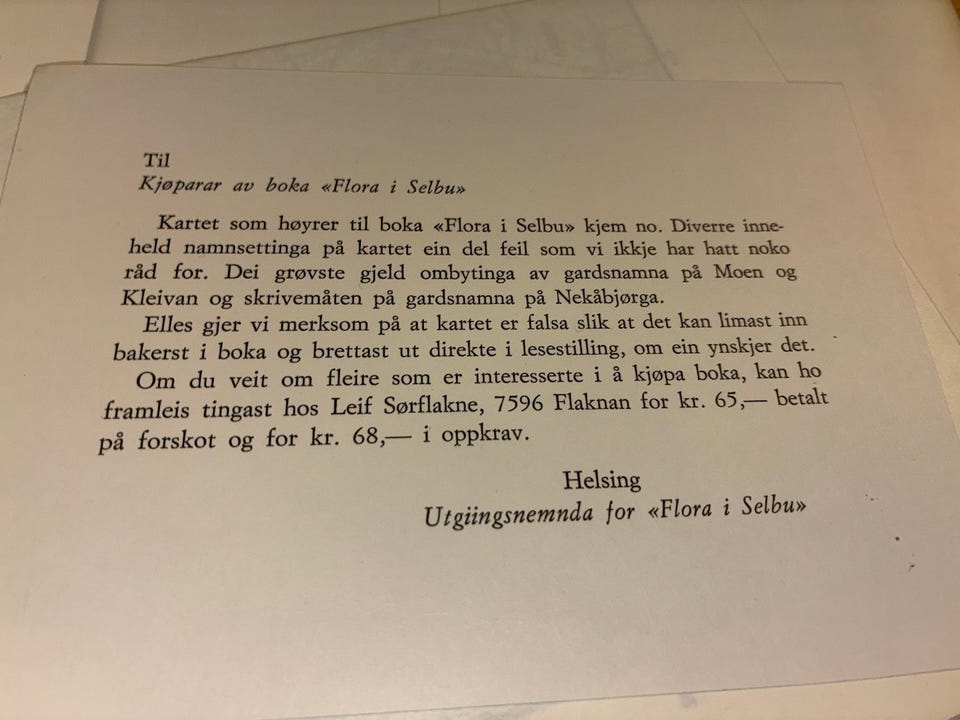 Til
Kjøparar av boka «Flora i Selbu»
Kartet som høyrer til boka «Flora i Selbu» kjem no. Diverre inne-
held namnsettinga på kartet ein del feil som vi ikkje har hatt noko
råd for. Dei grøvste gjeld ombytinga av gardsnamna på Moen og
Kleivan og skrivemåten på gardsnamna på Nekåbjørga.
Elles gjer vi merksom på at kartet er falsa slik at det kan limast inn
bakerst i boka og brettast ut direkte i lesestilling, om ein ynskjer det.
Om du veit om fleire som er interesserte i å kjøpa boka, kan ho
framleis tingast hos Leif Sørflakne, 7596 Flaknan for kr. 65,— betalt
på forskot og for kr. 68,— i oppkrav.
Helsing
Utgiingsnemnda for «Flora i Selbu»